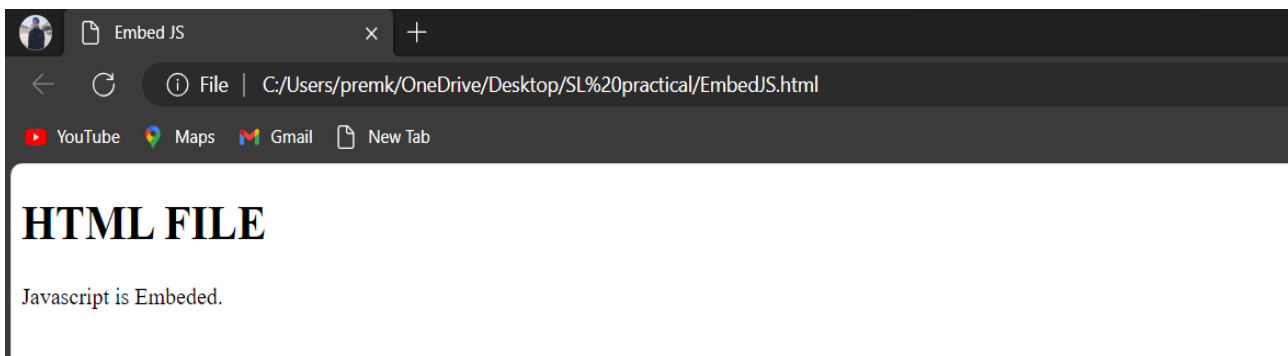 Embed JS
File | C:/Users/premk/OneDrive/Desktop/SL%20practical/EmbedJS.html
YouTube Maps Gmail New Tab
HTML FILE
Javascript is Embeded.